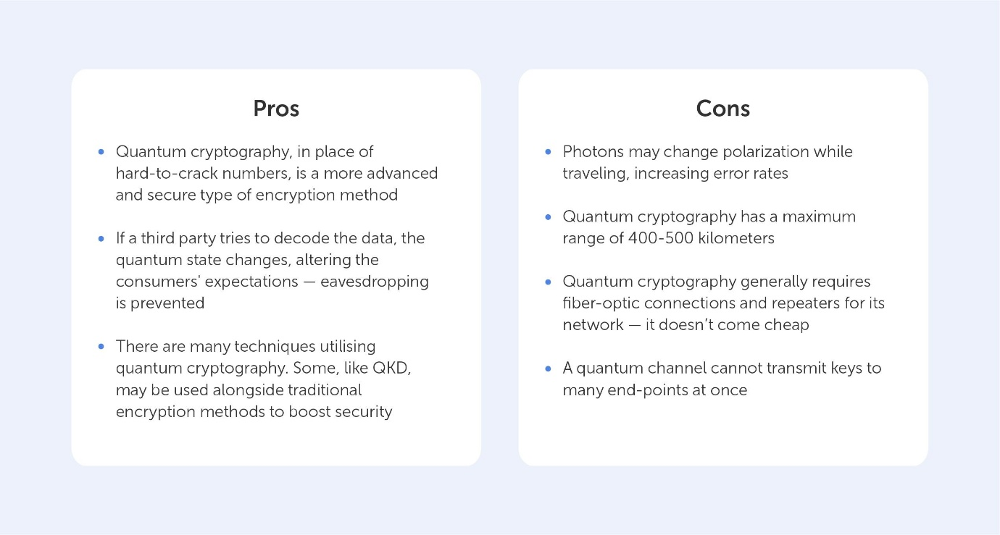 Pros
Quantum cryptography, in place of
hard-to-crack numbers, is a more advanced
and secure type of encryption method
If a third party tries to decode the data, the
quantum state changes, altering the
consumers' expectations — eavesdropping
is prevented
There are many techniques utilising
quantum cryptography. Some, like QKD,
may be used alongside traditional
encryption methods to boost security
Cons
Photons may change polarization while
traveling, increasing error rates
Quantum cryptography has a maximum
range of 400-500 kilometers
Quantum cryptography generally requires
fiber-optic connections and repeaters for its
network — it doesn’t come cheap
A quantum channel cannot transmit keys to
many end-points at once